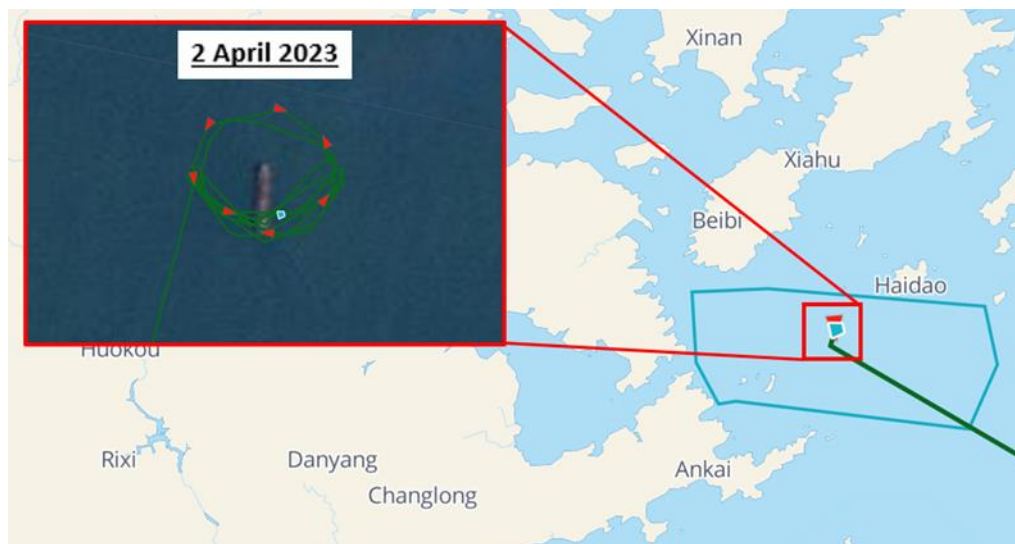 2 April 2023
Xinan
Xiahu
Beibi
Haidao
Huokou
Rixi
Danyang
Changlong
Ankai